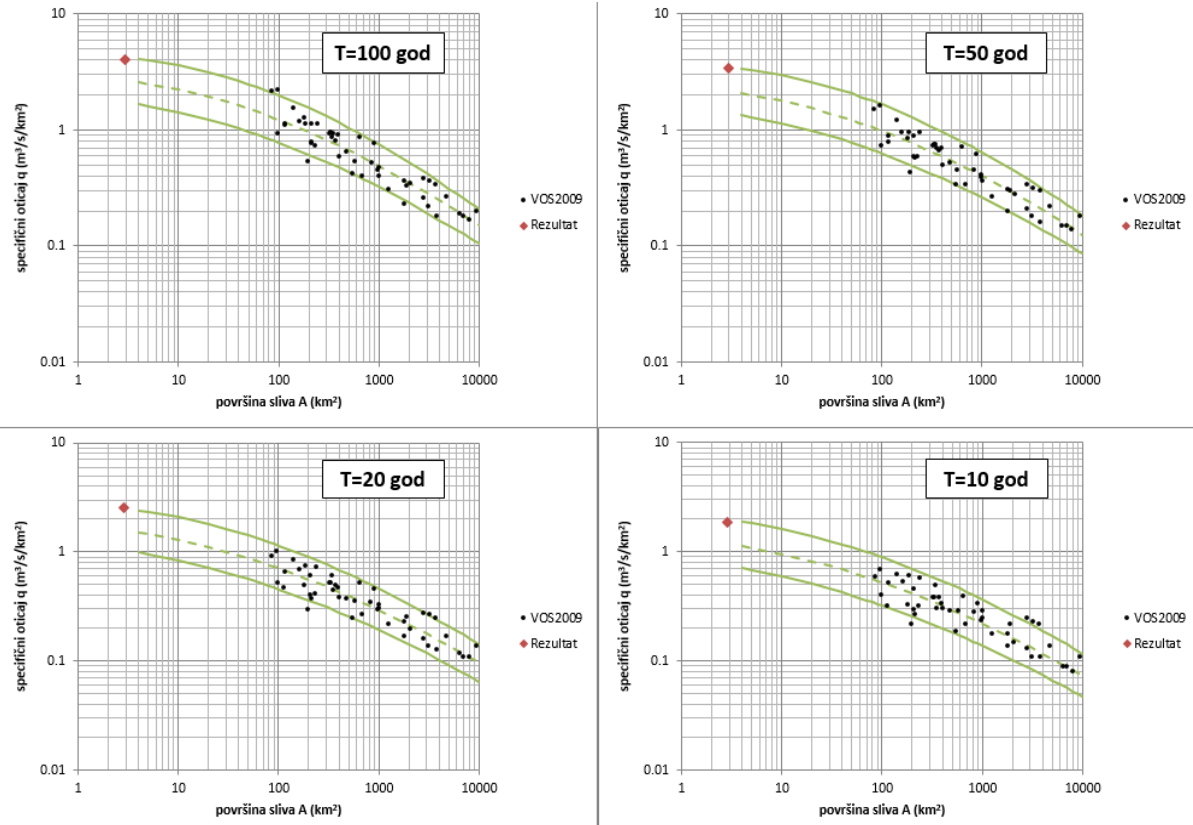 T=100 god
10
1
0.1
0.01
1
10
100
1000
10000
specifični oticaj q (m³/s/km²)
površina sliva A (km²)
VOS2009
Rezultat
T=50 god
10
1
0.1
0.01
1
10
100
1000
10000
specifični oticaj q (m³/s/km²)
površina sliva A (km²)
VOS2009
Rezultat
T=20 god
10
1
0.1
0.01
1
10
100
1000
10000
specifični oticaj q (m³/s/km²)
površina sliva A (km²)
VOS2009
Rezultat
T=10 god
10
1
0.1
0.01
1
10
100
1000
10000
specifični oticaj q (m³/s/km²)
površina sliva A (km²)
VOS2009
Rezultat